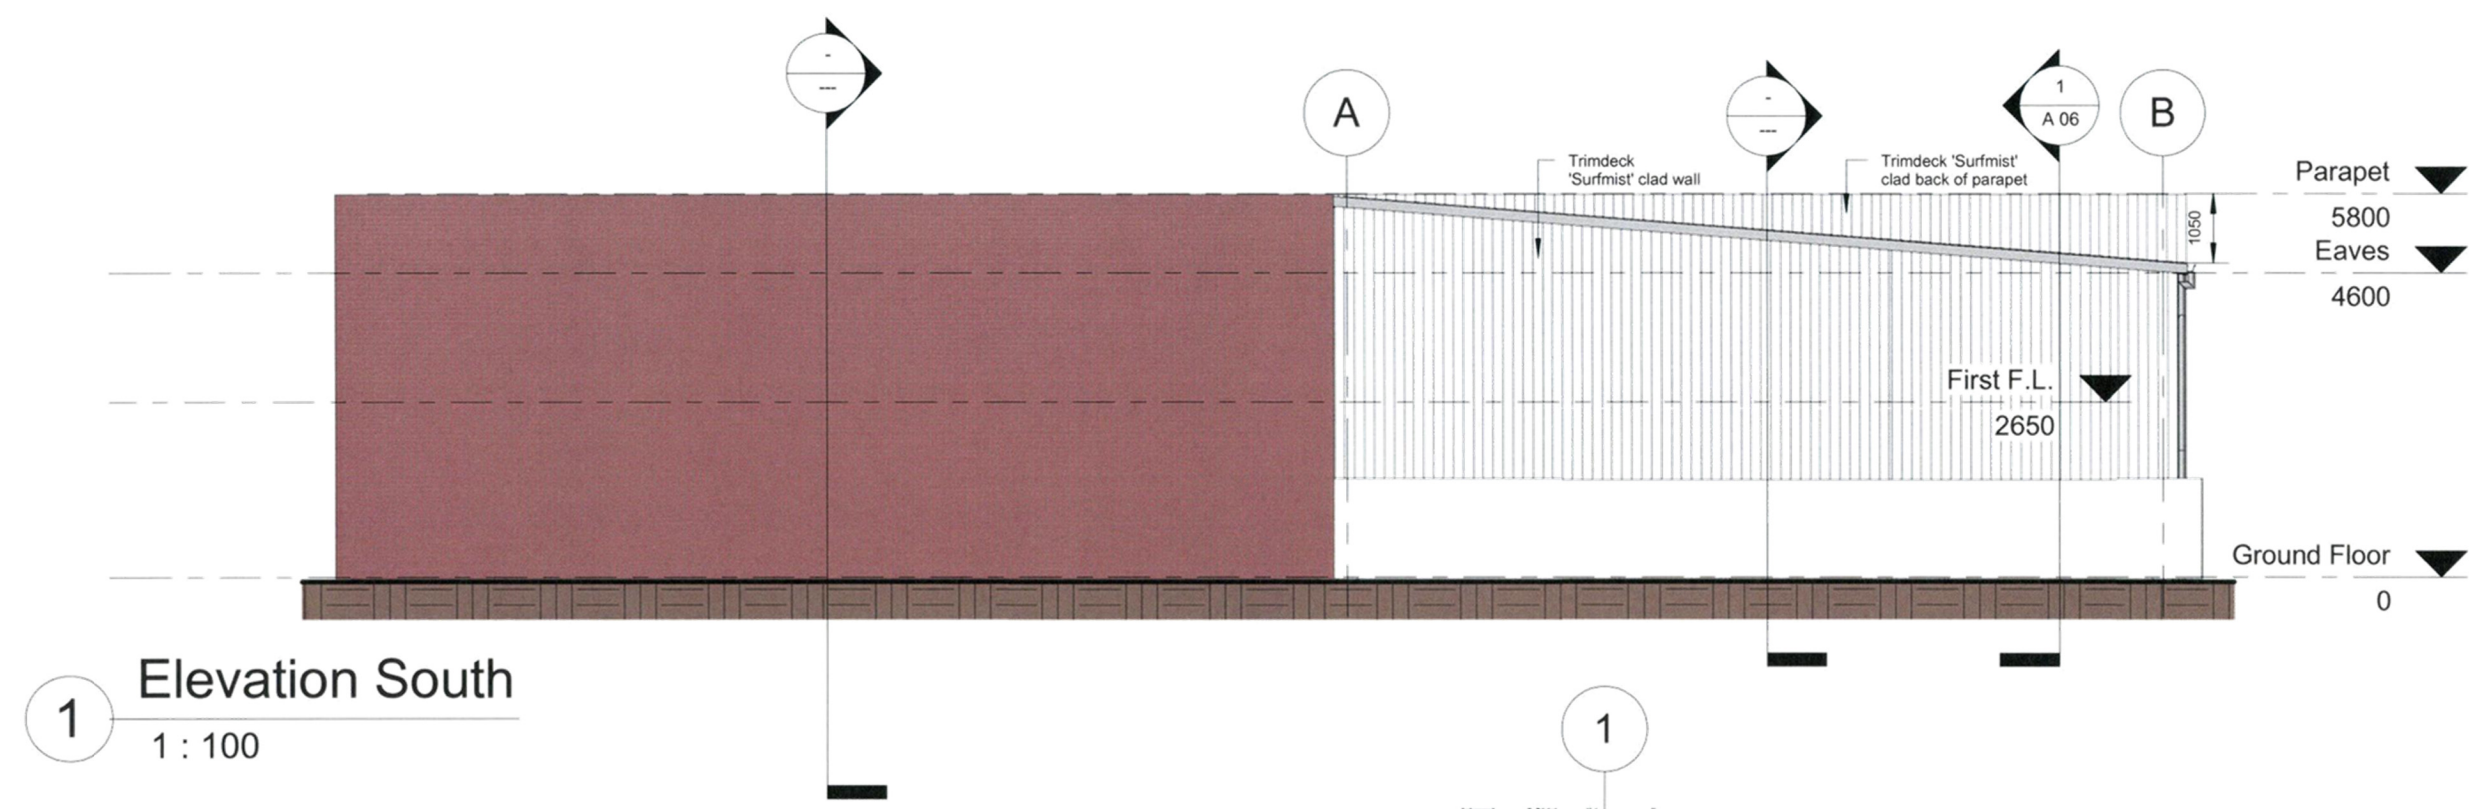 -
---
A
-
---
1
A 06
B
Trimdeck
'Surfmist' clad wall
Trimdeck 'Surfmist'
clad back of parapet
Parapet
5800
1050
Eaves
4600
First F.L.
2650
Ground Floor
0
Elevation South
1
1 : 100
1